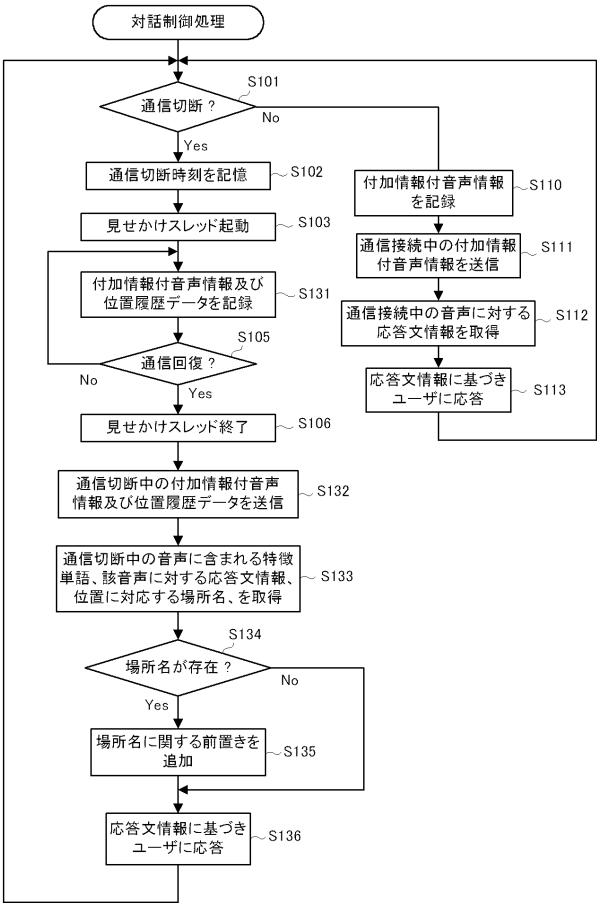 対話制御処理
S101
通信切断？
No
Yes
通信切断時刻を記憶
S102
見せかけスレッド起動
S103
付加情報付音声情報及び
位置履歴データを記録
S131
通信回復？
S105
No
Yes
見せかけスレッド終了
S106
通信切断中の付加情報付音声
情報及び位置履歴データを送信
S132
通信切断中の音声に含まれる特徴
単語、該音声に対する応答文情報、
位置に対応する場所名、を取得
S133
場所名が存在？
S134
No
Yes
場所名に関する前置きを
追加
S135
応答文情報に基づき
ユーザに応答
S136
付加情報付音声情報
を記録
S110
通信接続中の付加情報
付音声情報を送信
S111
通信接続中の音声に対する
応答文情報を取得
S112
応答文情報に基づき
ユーザに応答
S113